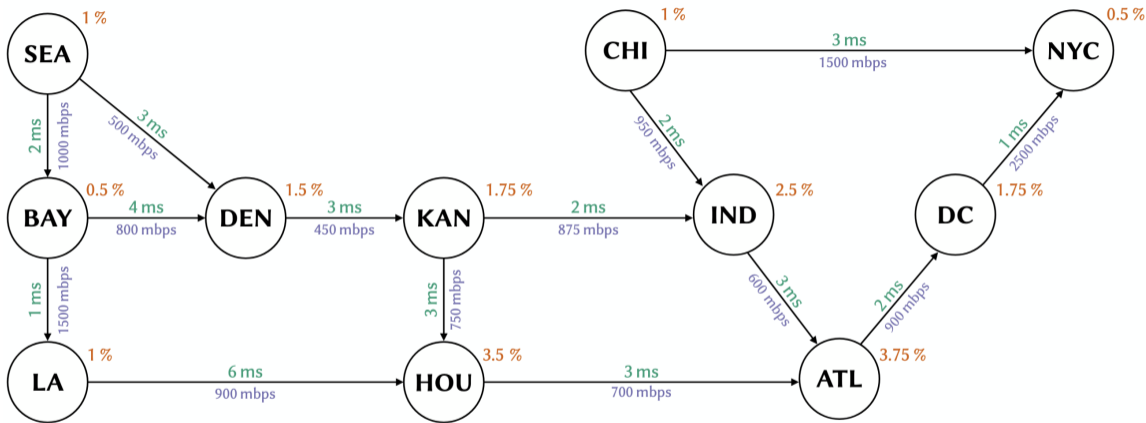 1 %
SEA
3 ms
500 mbps
2 ms
1000 mbps
0.5 %
BAY
4 ms
800 mbps
1.5 %
DEN
3 ms
450 mbps
1.75 %
KAN
2 ms
875 mbps
1 ms
1500 mbps
1 %
LA
6 ms
900 mbps
3 ms
750 mbps
3.5 %
HOU
3 ms
700 mbps
1 %
CHI
3 ms
1500 mbps
0.5 %
NYC
2 ms
950 mbps
2.5 %
IND
3 ms
600 mbps
3.75 %
ATL
2 ms
900 mbps
1.75 %
DC
1 ms
2500 mbps